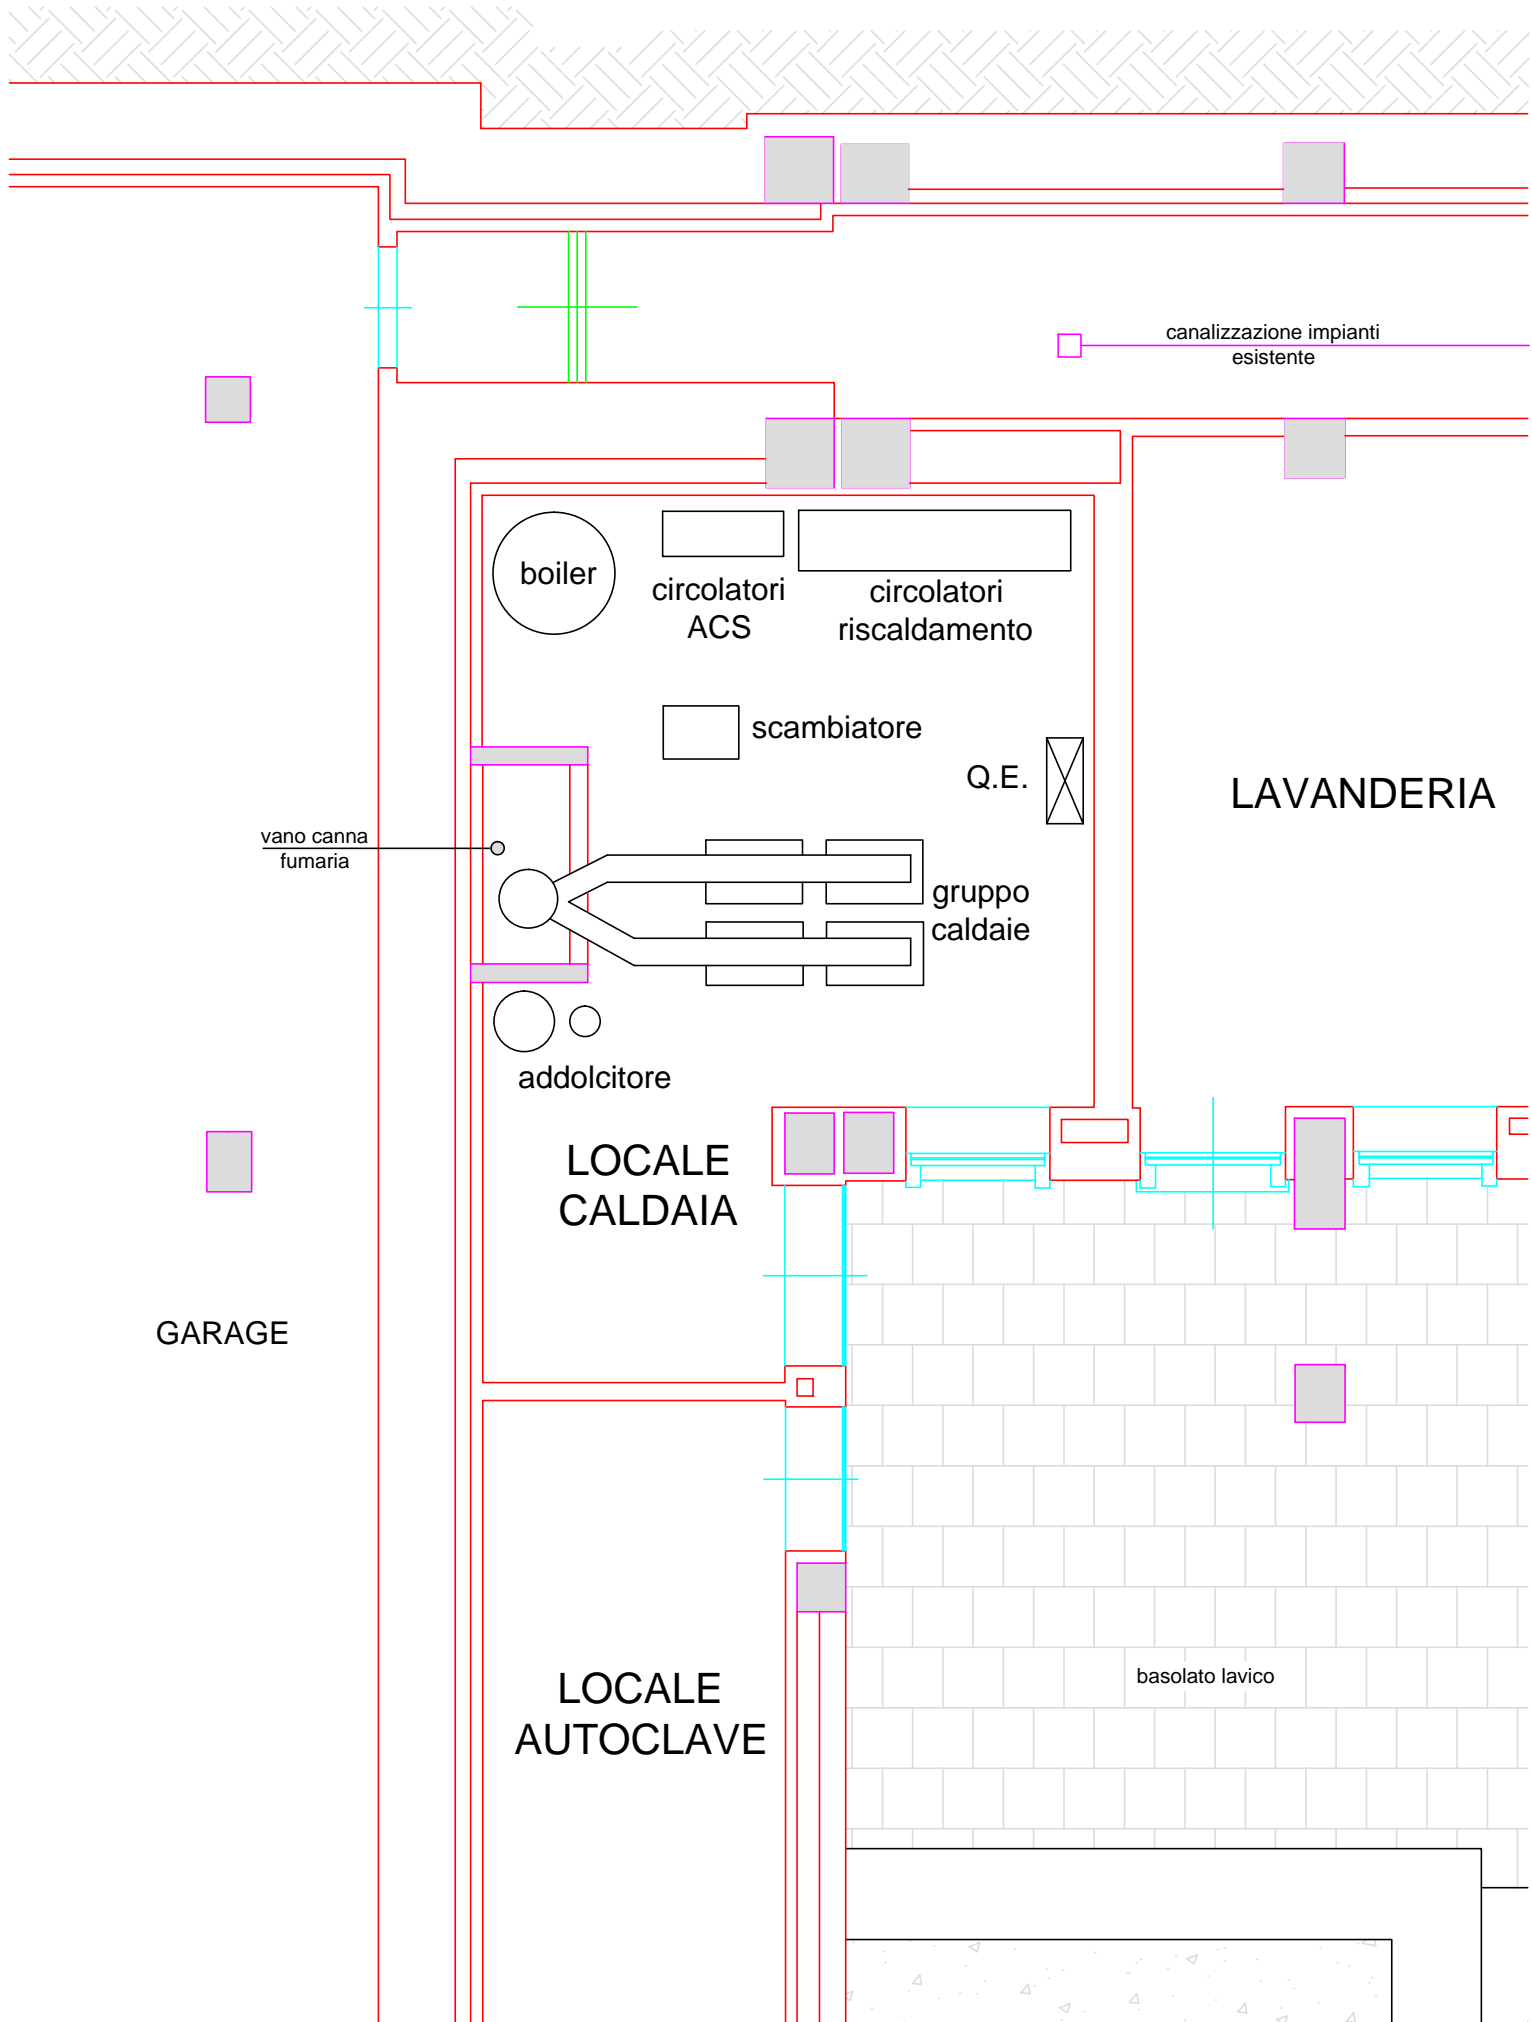 canalizzazione impianti
esistente
boiler
circolatori
ACS
circolatori
riscaldamento
scambiatore
Q.E.
LAVANDERIA
vano canna
fumaria
gruppo
caldaie
addolcitore
LOCALE
CALDAIA
GARAGE
basolato lavico
LOCALE
AUTOCLAVE